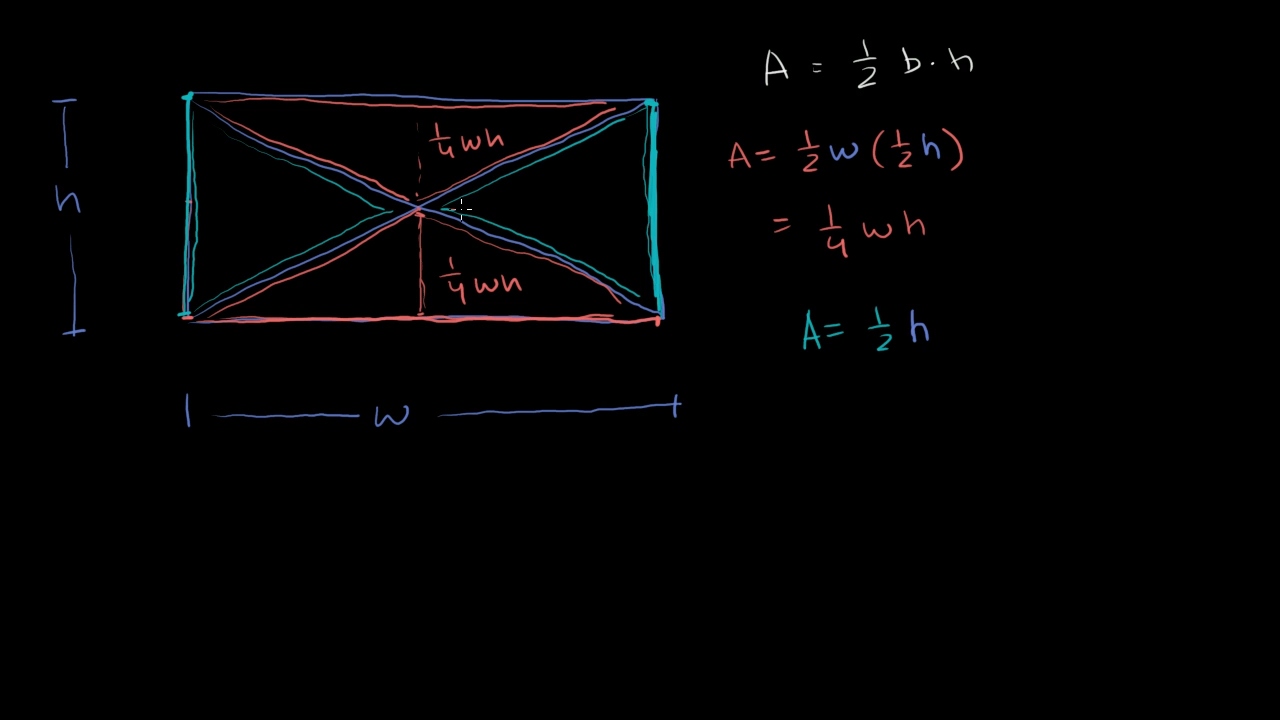 A = 1/2 b · h
A = 1/2 w (1/2 h)
= 1/4 wh
A = 1/2 h
1/4 wh
1/4 wh
h
w